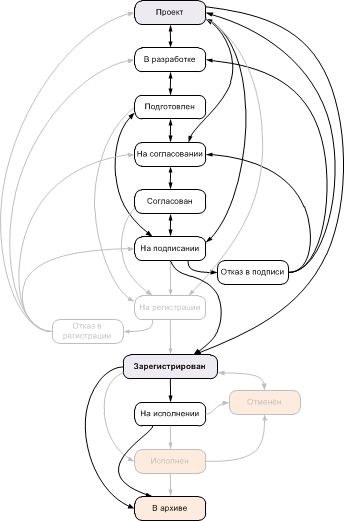 Проект
В разработке
Подготовлен
На согласовании
Согласован
На подписании
Отказ в подписи
На регистрации
Отказ в
регистрации
Зарегистрирован
Отменён
На исполнении
Исполнен
В архиве